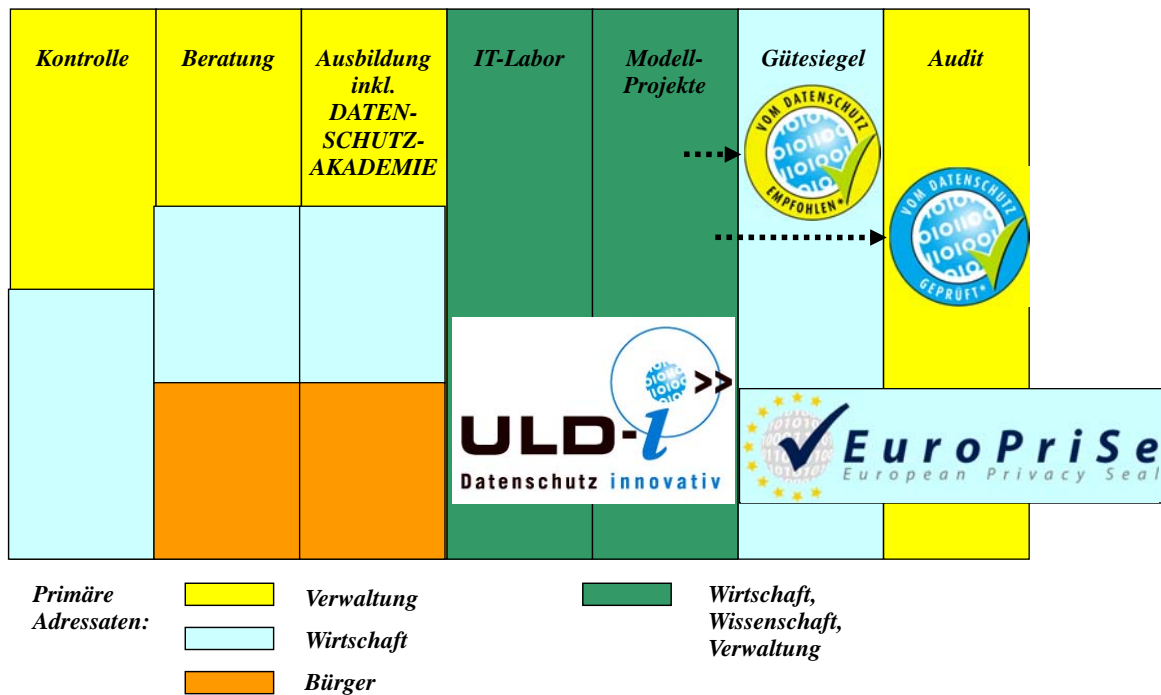 Kontrolle
Beratung
Ausbildung
inkl.
DATEN-
SCHUTZ-
AKADEMIE
IT-Labor
Modell-
Projekte
Gütesiegel
Audit
VOM DATENSCHUTZ
EMPFOHLEN*
VOM DATENSCHUTZ
GEPRÜFT*
>>
ULD-i
Datenschutz innovativ
EuroPriSe
European Privacy Seal
Primäre
Adressaten:
Verwaltung
Wirtschaft
Bürger
Wirtschaft,
Wissenschaft,
Verwaltung